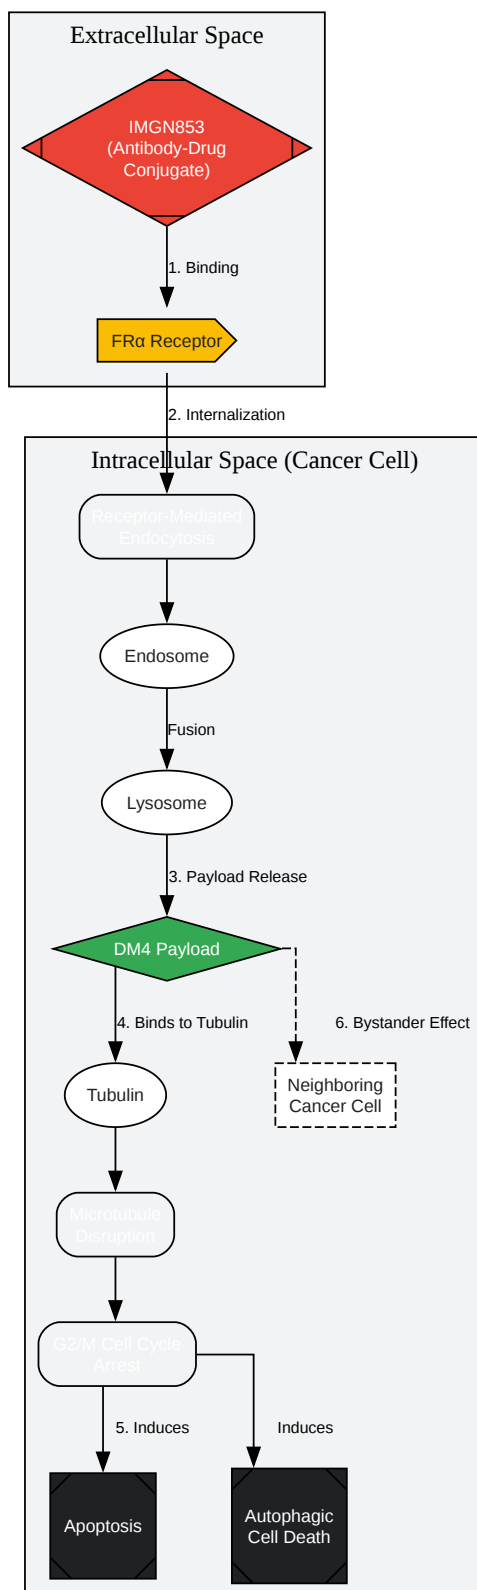 Extracellular Space
IMGN853
(Antibody-Drug
Conjugate)
1. Binding
FRα Receptor
2. Internalization
Intracellular Space (Cancer Cell)
Receptor-Mediated
Endocytosis
Endosome
Fusion
Lysosome
3. Payload Release
DM4 Payload
4. Binds to Tubulin
6. Bystander Effect
Tubulin
Neighboring
Cancer Cell
Microtubule
Disruption
G2/M Cell Cycle
Arrest
5. Induces
Induces
Apoptosis
Autophagic
Cell Death